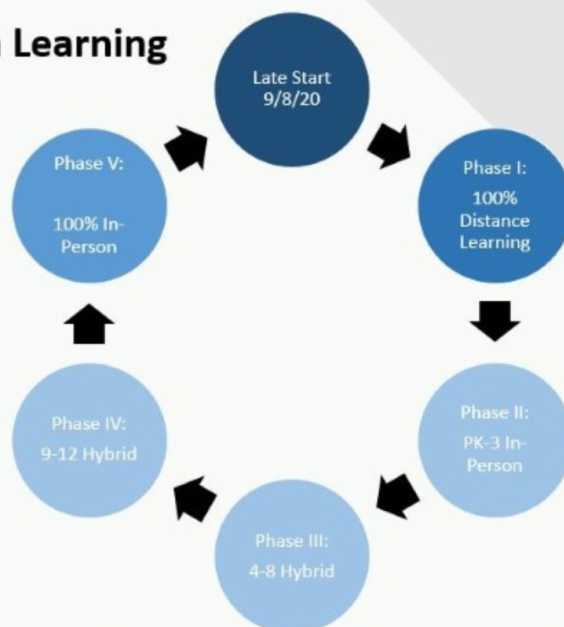 Learning
Late Start
9/8/20
Phase I:
100%
Distance
Learning
Phase II:
PK-3 In-
Person
Phase III:
4-8 Hybrid
Phase IV:
9-12 Hybrid
Phase V:
100% In-
Person